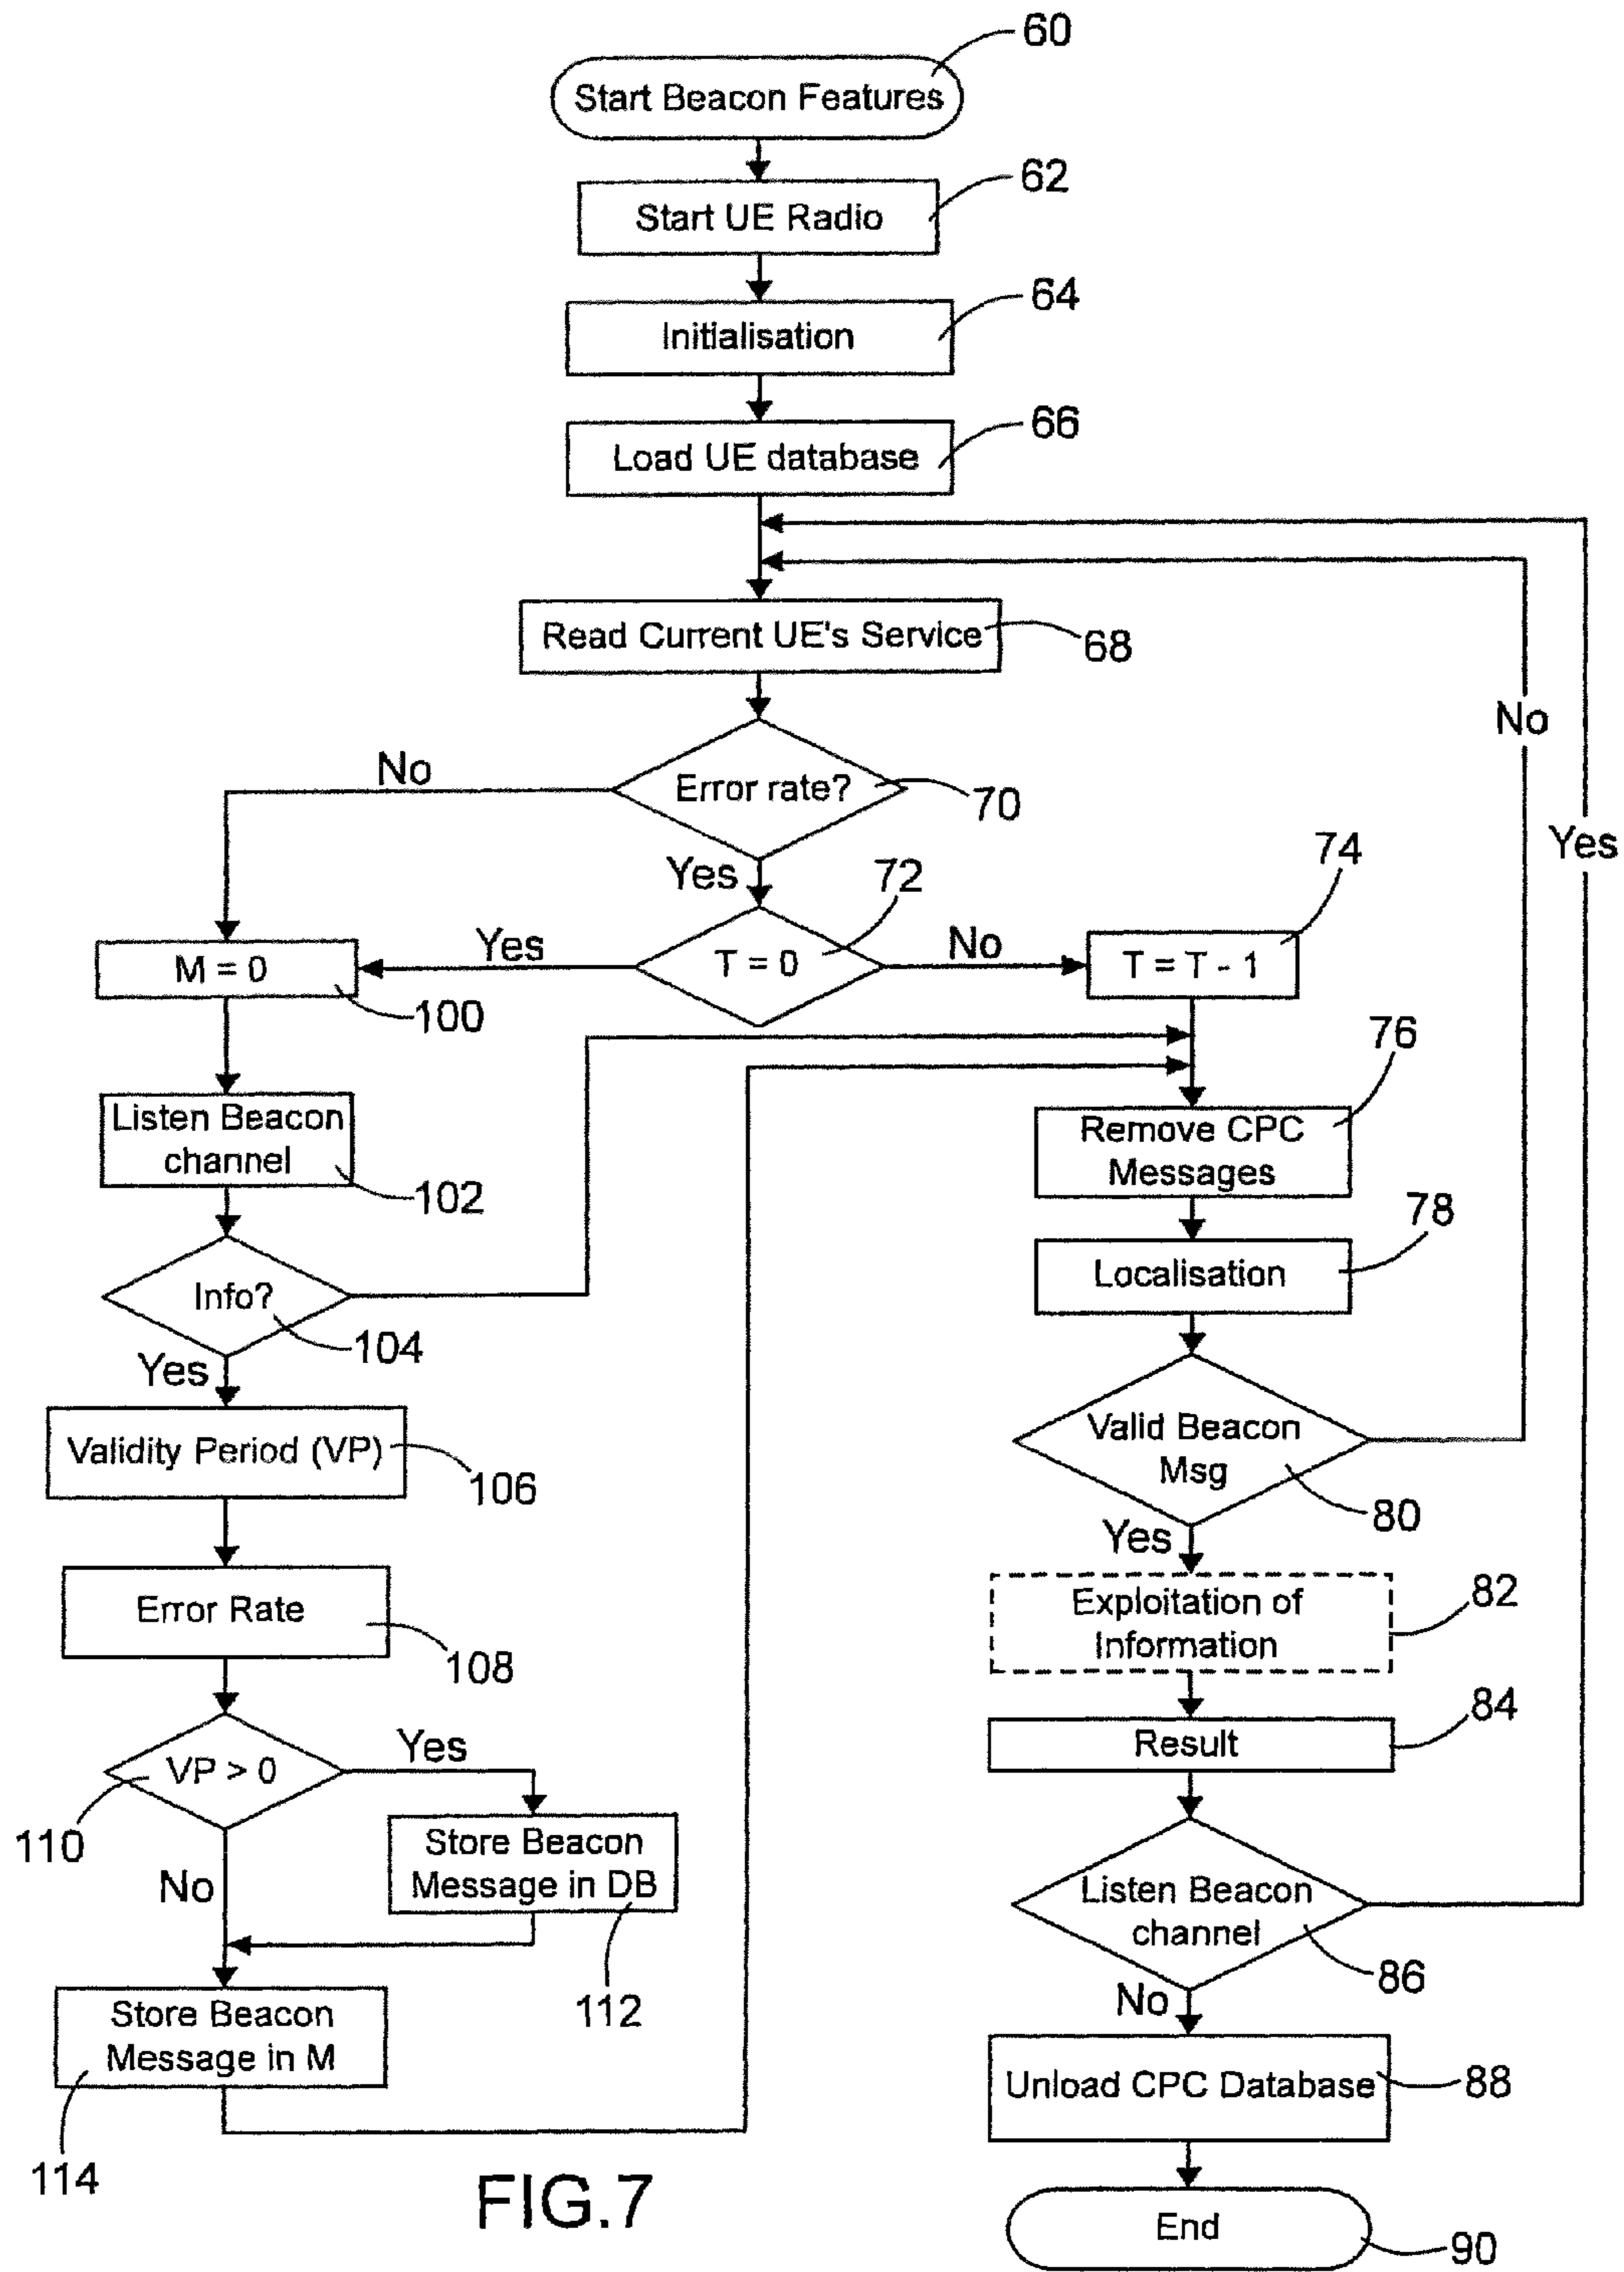 60
Start Beacon Features
62
Start UE Radio
64
Initialisation
66
Load UE database
Read Current UE's Service
68
No
No
Error rate?
70
Yes
Yes
72
74
Yes
T = 0
No
T = T - 1
M = 0
100
76
Listen Beacon
channel
102
Remove CPC
Messages
78
Info?
104
Localisation
Yes
Validity Period (VP)
106
Valid Beacon
Msg
80
Yes
Error Rate
108
Exploitation of
Information
82
84
Result
VP > 0
Yes
110
Store Beacon
Message in DB
No
112
Listen Beacon
channel
86
No
Store Beacon
Message in M
114
Unload CPC Database
88
FIG.7
End
90